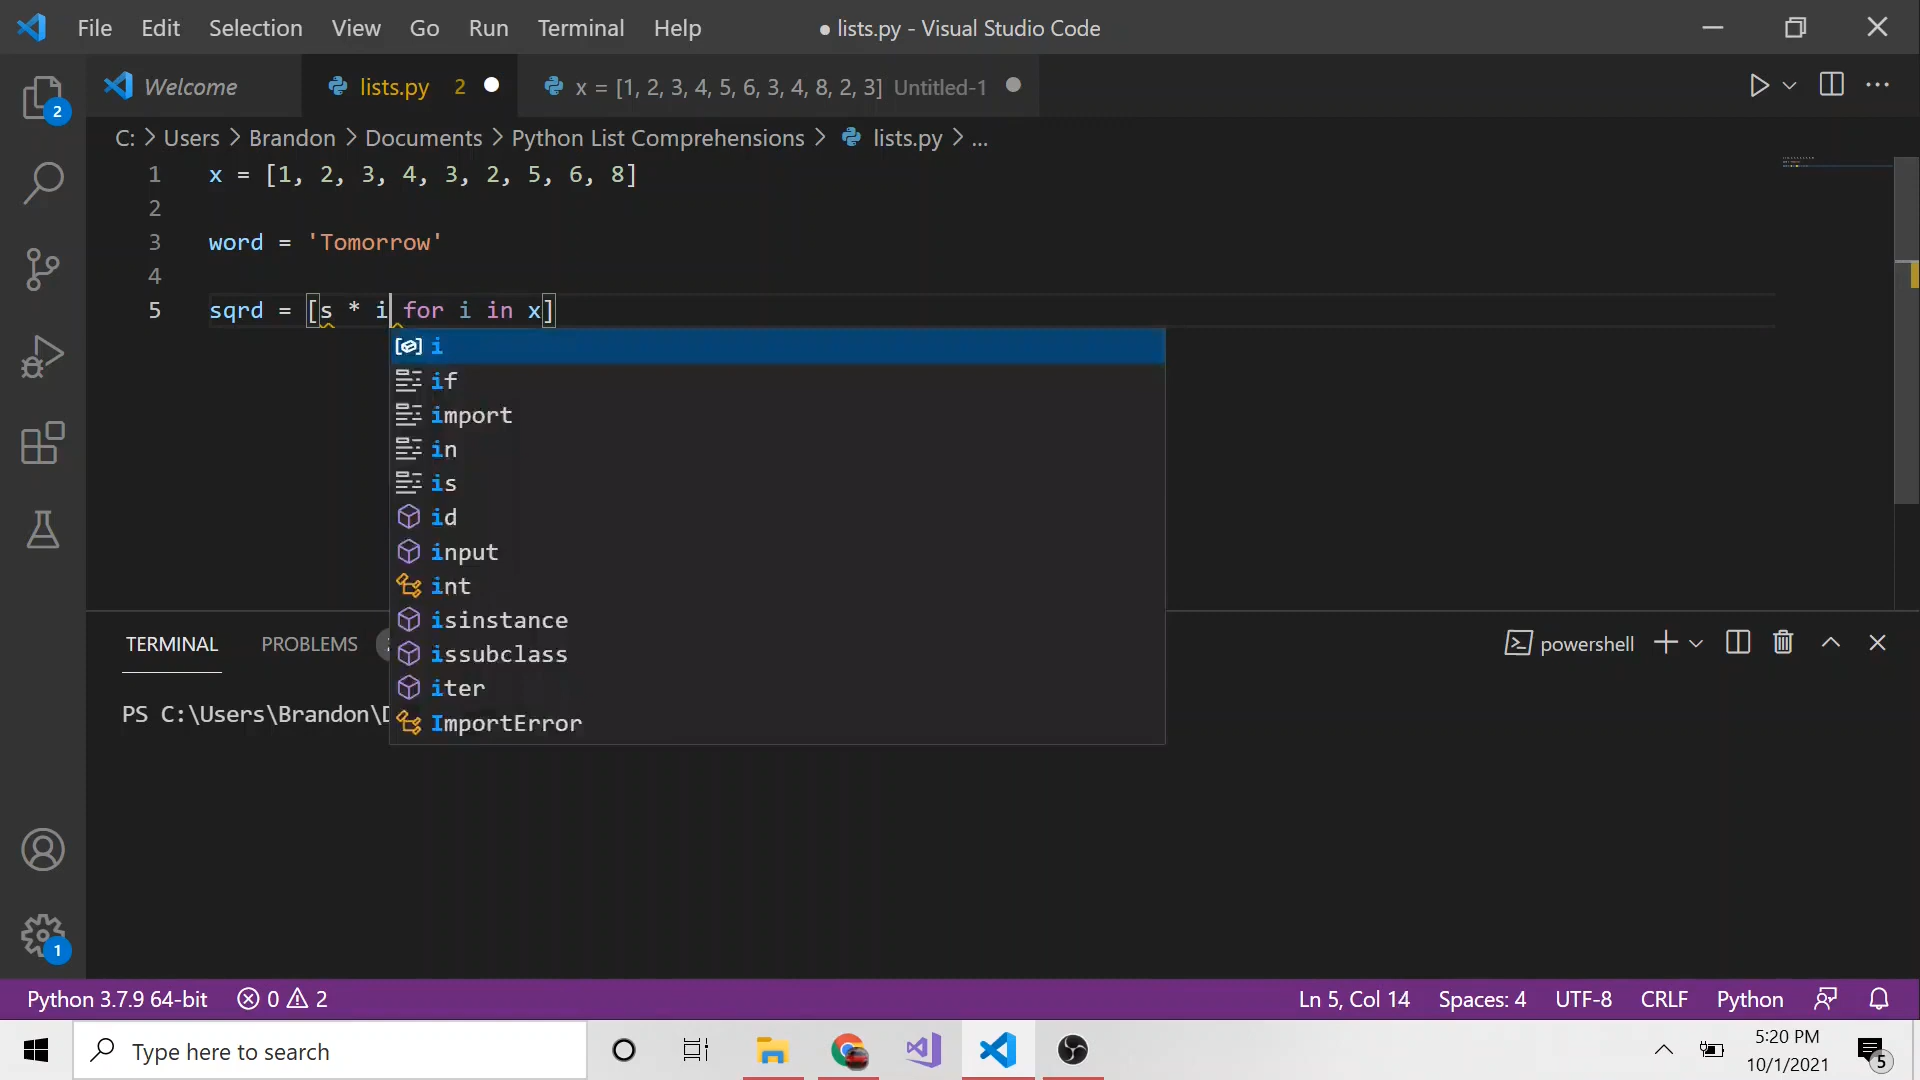 File Edit Selection View Go Run Terminal Help ● lists.py - Visual Studio Code
2 Welcome lists.py 2 x = [1, 2, 3, 4, 5, 6, 3, 4, 8, 2, 3] Untitled-1
C: > Users > Brandon > Documents > Python List Comprehensions > lists.py > ...
1 x = [1, 2, 3, 4, 3, 2, 5, 6, 8]
2
3 word = 'Tomorrow'
4
5 sqrd = [s * i for i in x]
i
if
import
in
is
id
input
int
isinstance
issubclass
iter
ImportError
TERMINAL PROBLEMS powershell
PS C:\Users\Brandon\D
1
Python 3.7.9 64-bit 0 2 Ln 5, Col 14 Spaces: 4 UTF-8 CRLF Python
Type here to search
5:20 PM
10/1/2021
5